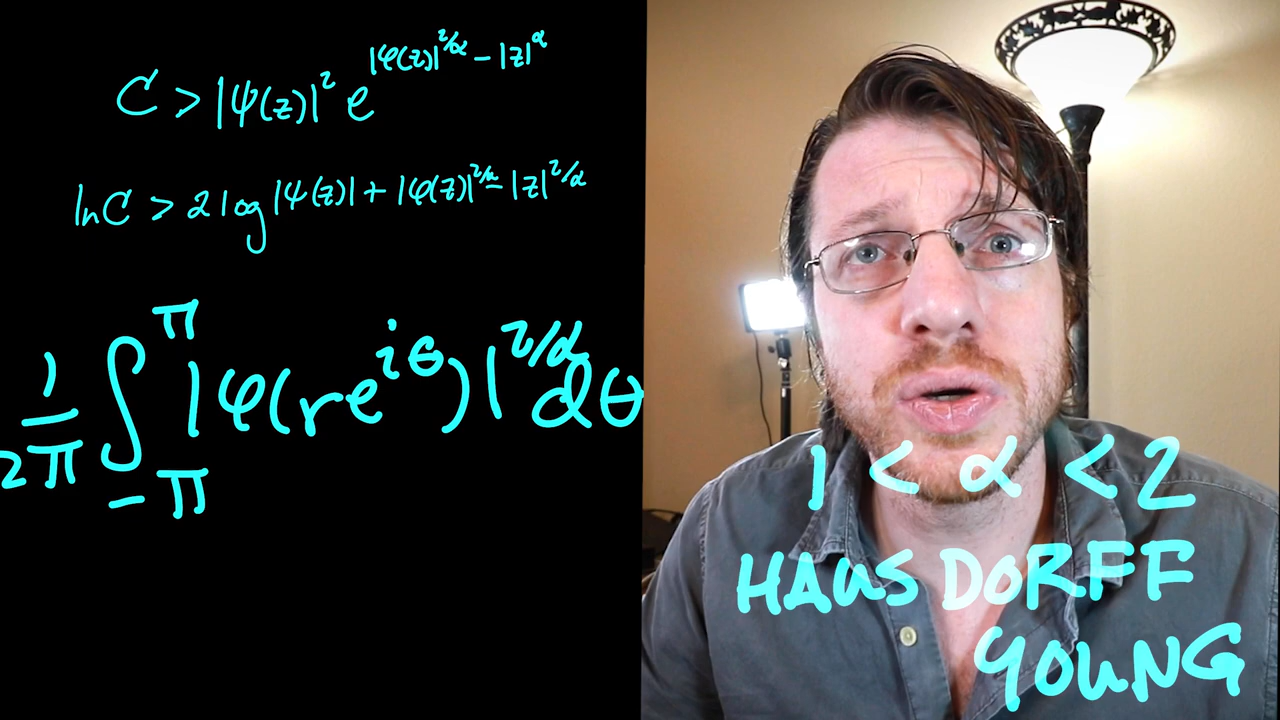 C > |ψ(z)|² e^{|φ(z)|^{2/α} - |z|^α}
ln C > 2 log |ψ(z)| + |φ(z)|^{2/α} - |z|^{2/α}
1/2π ∫_{-π}^{π} |φ(re^{iθ})|^{2/α} dθ
1 < α < 2
HAUSDORFF
YOUNG